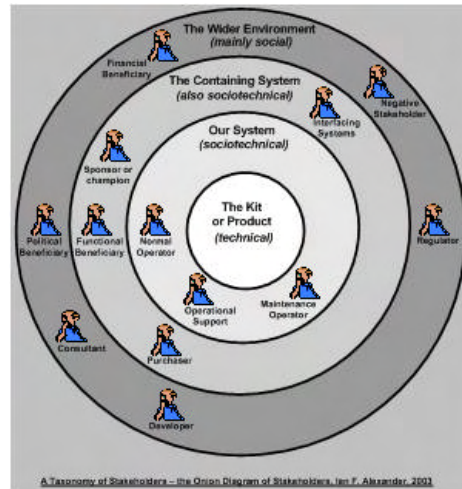 The Wider Environment
(mainly social)
Financial
Beneficiary
Negative
Stakeholder
The Containing System
(also sociotechnical)
Interfacing
Systems
Our System
(sociotechnical)
Sponsor or
champion
The Kit
or Product
(technical)
Political
Beneficiary
Functional
Beneficiary
Normal
Operator
Regulator
Operational
Support
Maintenance
Operator
Consultant
Purchaser
Developer
A Taxonomy of Stakeholders – the Onion Diagram of Stakeholders, Ian F. Alexander, 2003